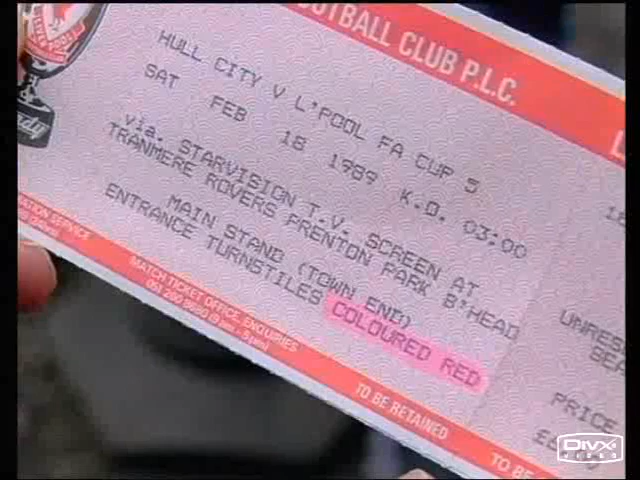 FOOTBALL CLUB P.L.C.
HULL CITY V L'POOL FA CUP 5
SAT FEB 18 1989 K.O. 03:00
via. STARVISION T.V. SCREEN AT
TRANMERE ROVERS PRENTON PARK B'HEAD
MAIN STAND (TOWN END)
ENTRANCE TURNSTILES COLOURED RED
MATCH TICKET OFFICE ENQUIRIES
TO BE RETAINED
UNRES
SEA
PRICE
TO BE
DivX
VIDEO